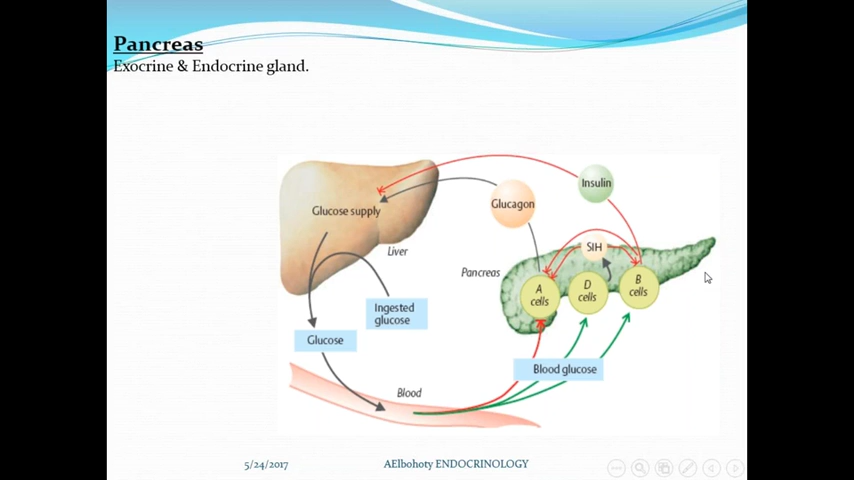 Pancreas
Exocrine & Endocrine gland.
Insulin
Glucagon
Glucose supply
SIH
Liver
Pancreas
A
cells
D
cells
B
cells
Ingested
glucose
Glucose
Blood glucose
Blood
5/24/2017
AElbohoty ENDOCRINOLOGY